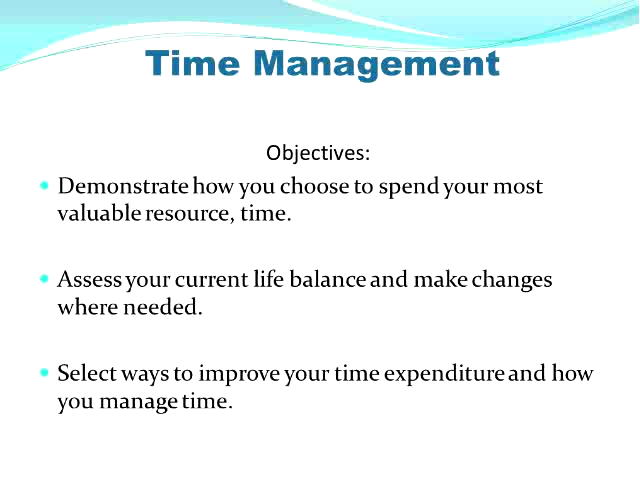 Time Management
Objectives:
Demonstrate how you choose to spend your most
valuable resource, time.
Assess your current life balance and make changes
where needed.
Select ways to improve your time expenditure and how
you manage time.